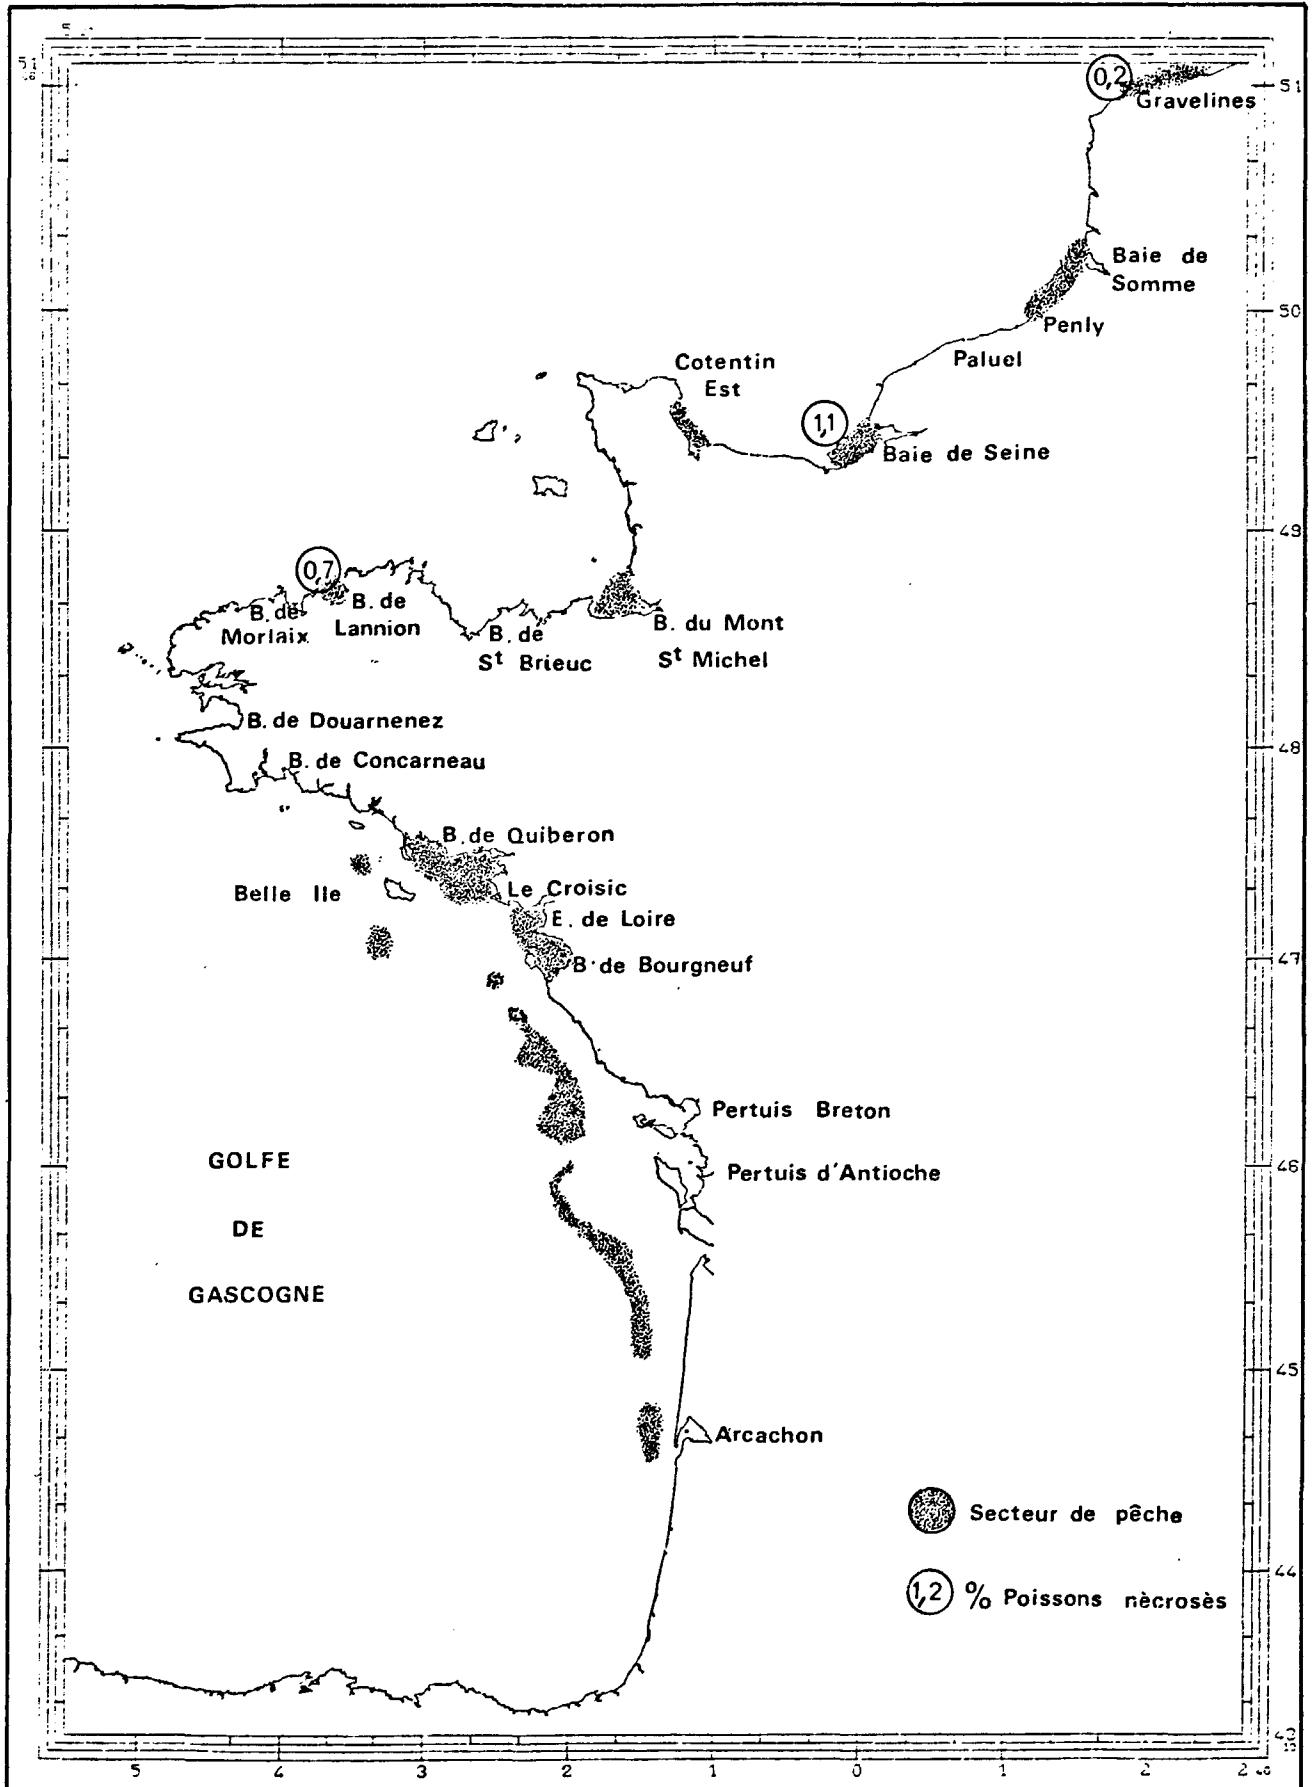 0,2
Gravelines
51
Baie de
Somme
50
Penly
Paluel
Cotentin
Est
1,1
Baie de Seine
49
0,7
B. de
Morlaix
B. de
Lannion
B. de
St Brieuc
B. du Mont
St Michel
B. de Douarnenez
48
B. de Concarneau
B. de Quiberon
Belle Ile
Le Croisic
E. de Loire
B. de Bourgneuf
47
Pertuis Breton
GOLFE
46
Pertuis d'Antioche
DE
GASCOGNE
45
Arcachon
Secteur de pêche
44
1,2 % Poissons nècrosès
5 4 3 2 1 0 1 2